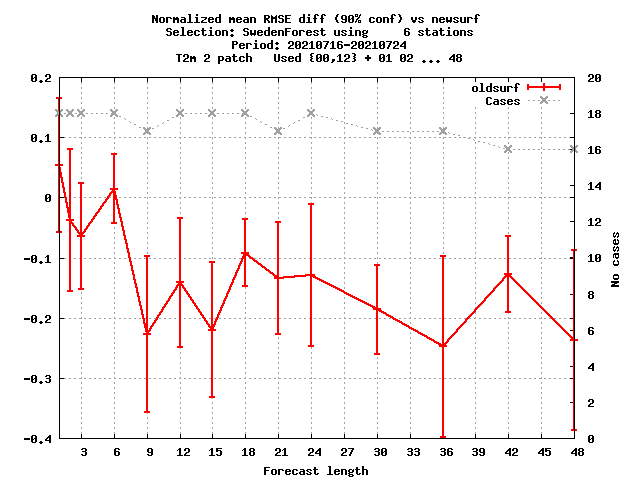 Normalized mean RMSE diff (90% conf) vs newsurf
Selection: SwedenForest using     6 stations
Period: 20210716-20210724
T2m 2 patch   Used {00,12} + 01 02 ... 48
oldsurf
Cases
0.2
0.1
0
-0.1
-0.2
-0.3
-0.4
20
18
16
14
12
10
8
6
4
2
0
No cases
3 6 9 12 15 18 21 24 27 30 33 36 39 42 45 48
Forecast length